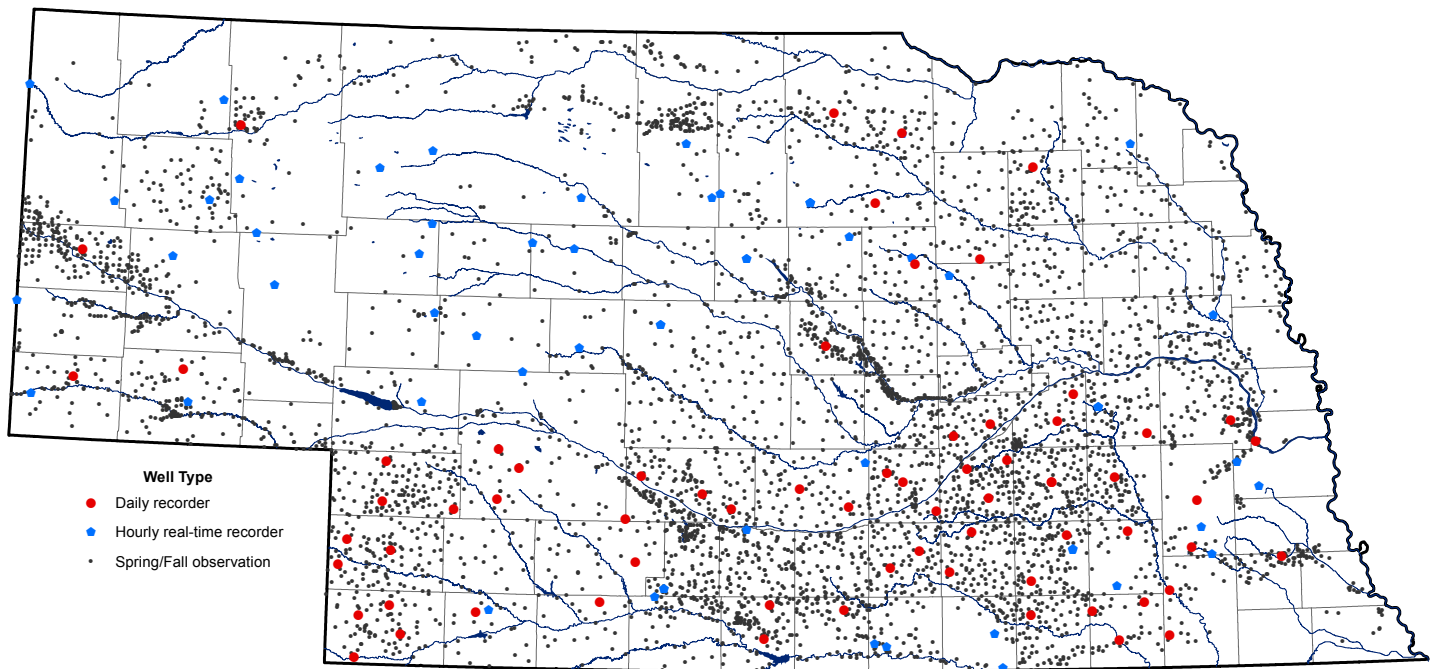 Well Type
Daily recorder
Hourly real-time recorder
Spring/Fall observation